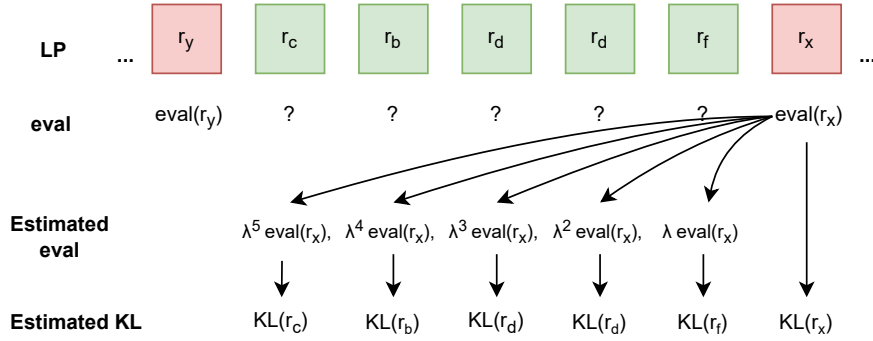 LP ... r_y r_c r_b r_d r_d r_f r_x ...
eval eval(r_y) ? ? ? ? ? eval(r_x)
Estimated eval λ^5 eval(r_x), λ^4 eval(r_x), λ^3 eval(r_x), λ^2 eval(r_x), λ eval(r_x)
Estimated KL KL(r_c) KL(r_b) KL(r_d) KL(r_d) KL(r_f) KL(r_x)